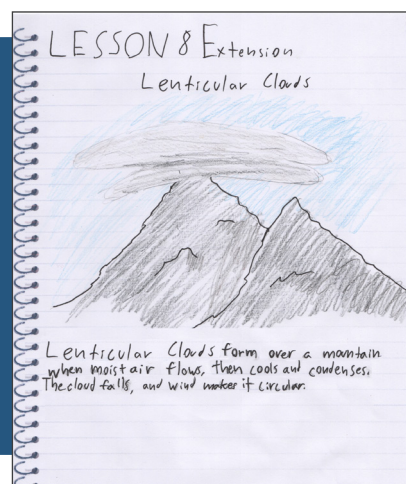 LESSON 8 Extension
Lenticular Clouds
Lenticular Clouds form over a mantain
when moist air flows, then cools and condenses.
The cloud falls, and wind makes it circular.